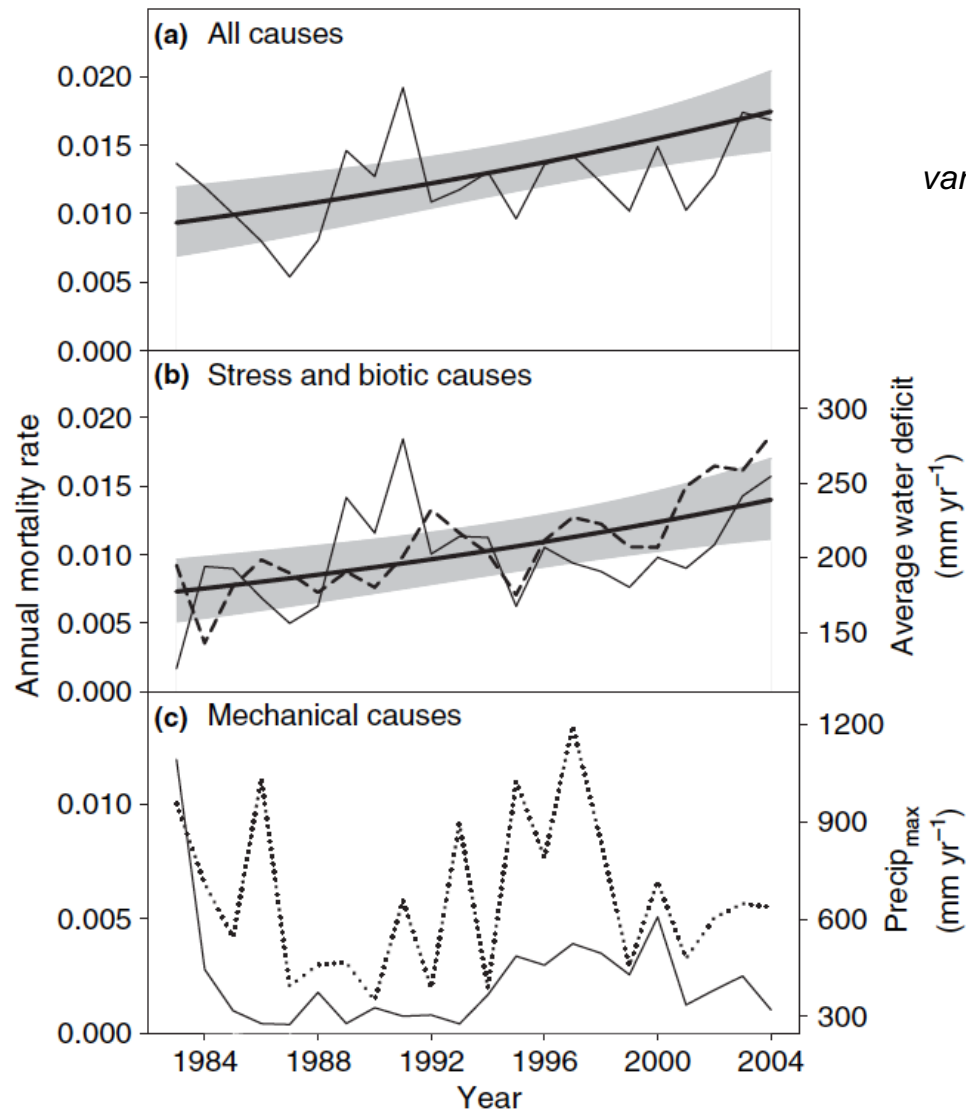 (a) All causes
0.020
0.015
0.010
0.005
0.000
var
(b) Stress and biotic causes
0.020
0.015
0.010
0.005
0.000
300
250
200
150
Annual mortality rate
Average water deficit
(mm yr⁻¹)
(c) Mechanical causes
0.010
0.005
0.000
1200
900
600
300
Precipmax
(mm yr⁻¹)
1984 1988 1992 1996 2000 2004
Year